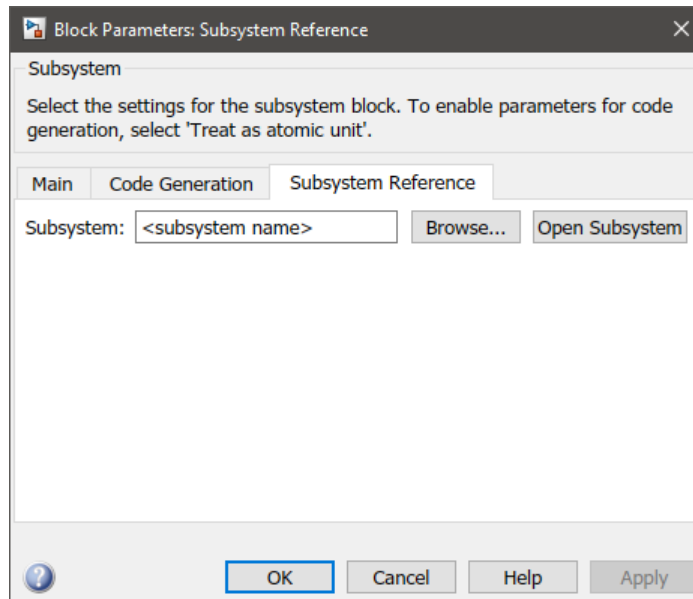 Block Parameters: Subsystem Reference
Subsystem
Select the settings for the subsystem block. To enable parameters for code
generation, select 'Treat as atomic unit'.
Main Code Generation Subsystem Reference
Subsystem: <subsystem name> Browse... Open Subsystem
OK Cancel Help Apply